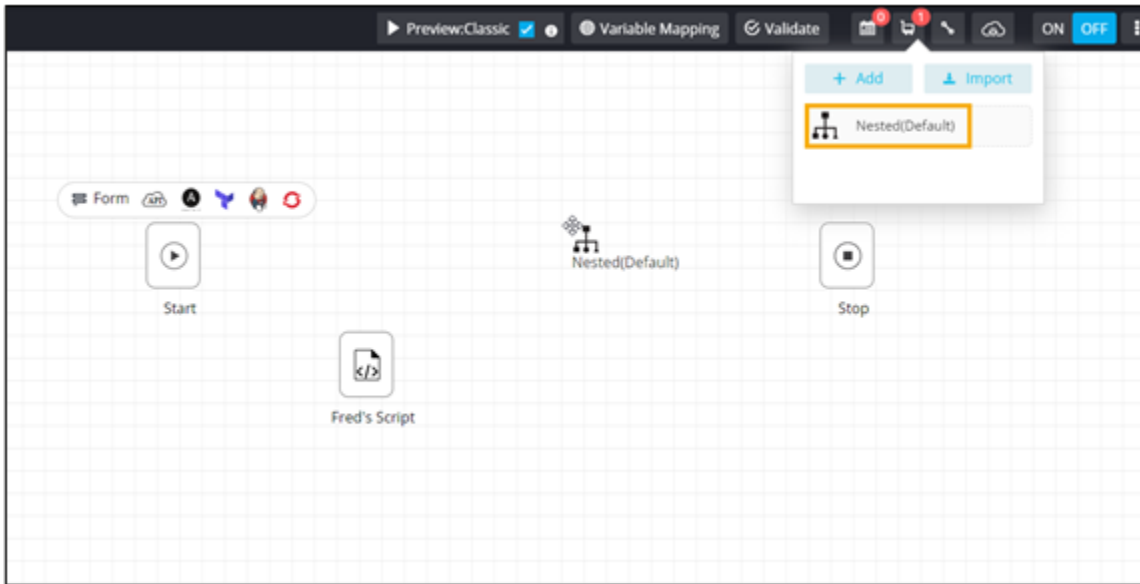 Preview:Classic
Variable Mapping
Validate
0
1
ON
OFF
+ Add
Import
Nested(Default)
Form
API
A
Nested(Default)
Start
Stop
</>
Fred's Script